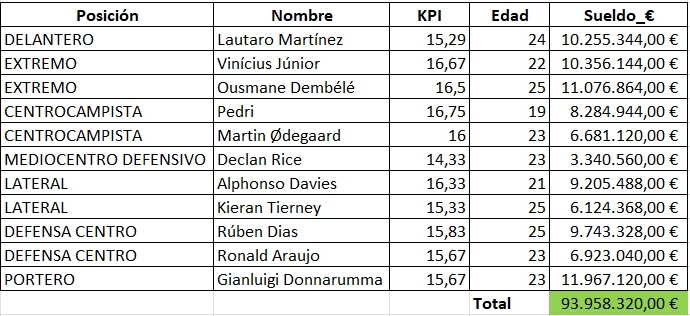 Posición Nombre KPI Edad Sueldo_€
DELANTERO Lautaro Martínez 15,29 24 10.255.344,00 €
EXTREMO Vinícius Júnior 16,67 22 10.356.144,00 €
EXTREMO Ousmane Dembélé 16,5 25 11.076.864,00 €
CENTROCAMPISTA Pedri 16,75 19 8.284.944,00 €
CENTROCAMPISTA Martin Ødegaard 16 23 6.681.120,00 €
MEDIOCENTRO DEFENSIVO Declan Rice 14,33 23 3.340.560,00 €
LATERAL Alphonso Davies 16,33 21 9.205.488,00 €
LATERAL Kieran Tierney 15,33 25 6.124.368,00 €
DEFENSA CENTRO Rúben Dias 15,83 25 9.743.328,00 €
DEFENSA CENTRO Ronald Araujo 15,67 23 6.923.040,00 €
PORTERO Gianluigi Donnarumma 15,67 23 11.967.120,00 €
Total 93.958.320,00 €